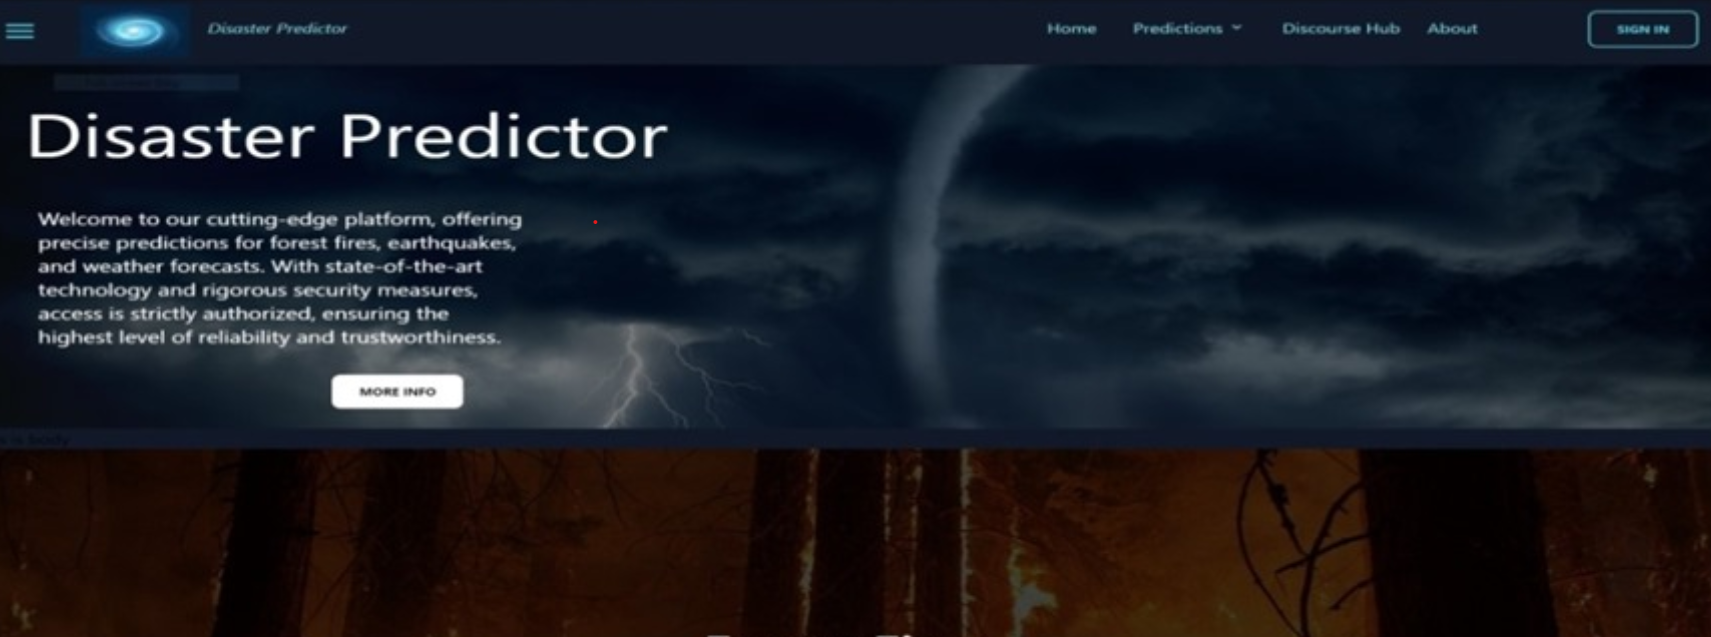 Disaster Predictor
Home
Predictions
Discourse Hub
About
SIGN IN
Disaster Predictor
Welcome to our cutting-edge platform, offering
precise predictions for forest fires, earthquakes,
and weather forecasts. With state-of-the-art
technology and rigorous security measures,
access is strictly authorized, ensuring the
highest level of reliability and trustworthiness.
MORE INFO
is body